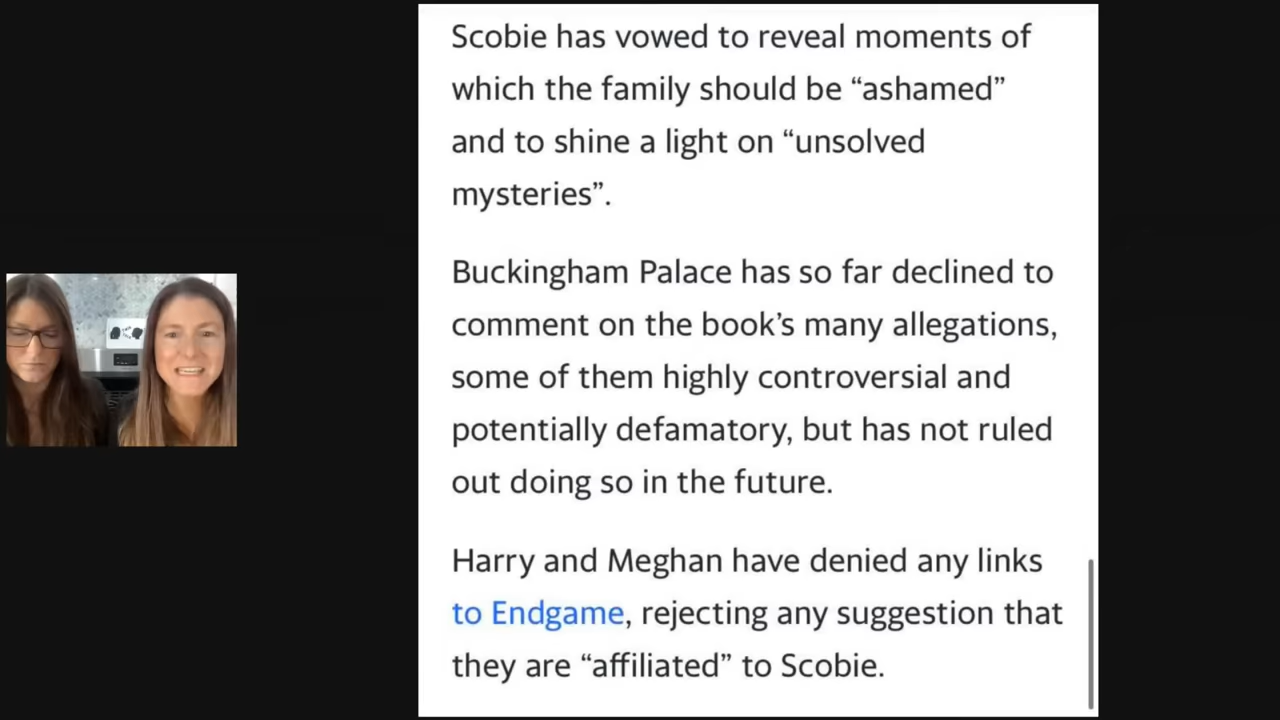 Scobie has vowed to reveal moments of
which the family should be “ashamed”
and to shine a light on “unsolved
mysteries”.
Buckingham Palace has so far declined to
comment on the book’s many allegations,
some of them highly controversial and
potentially defamatory, but has not ruled
out doing so in the future.
Harry and Meghan have denied any links
to Endgame, rejecting any suggestion that
they are “affiliated” to Scobie.